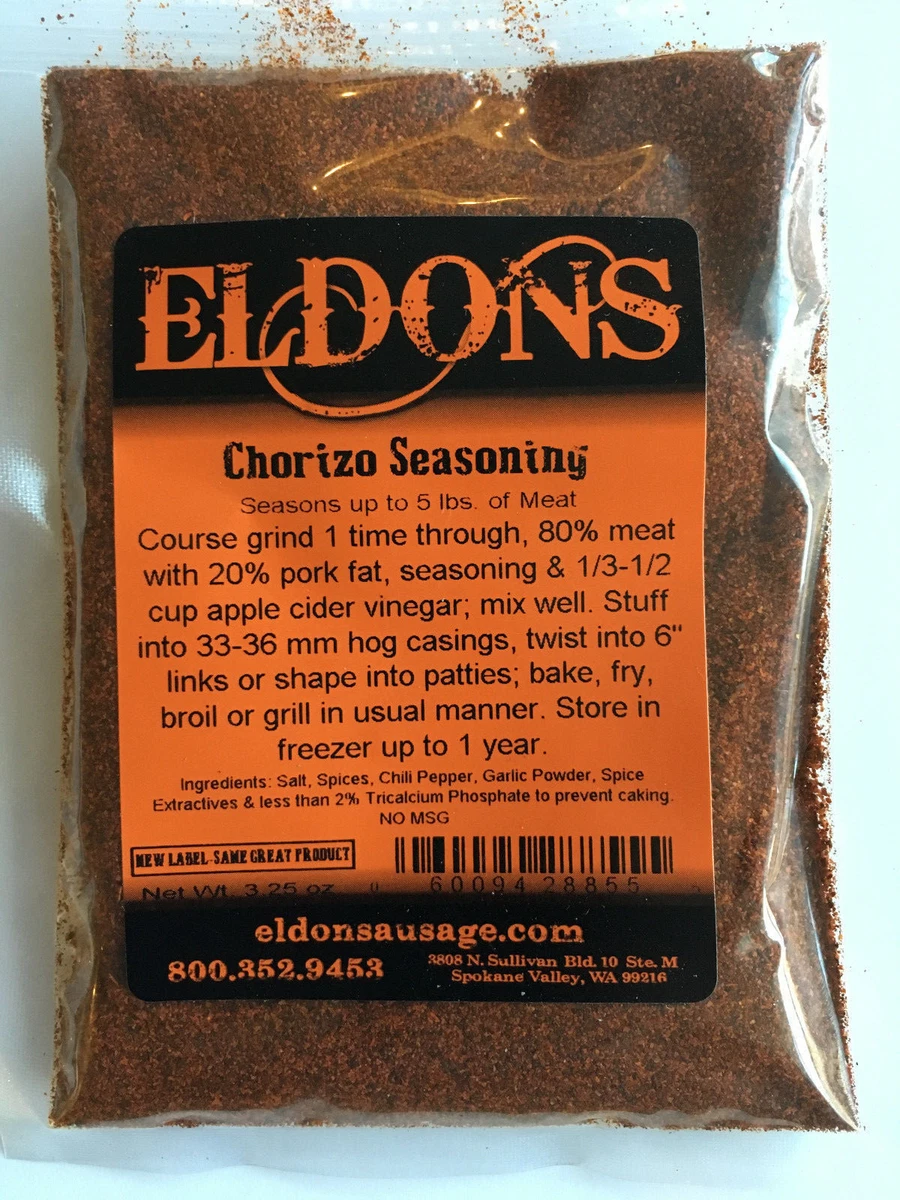 ELDONS
Chorizo Seasoning
Seasons up to 5 lbs. of Meat
Course grind 1 time through, 80% meat
with 20% pork fat, seasoning & 1/3-1/2
cup apple cider vinegar; mix well. Stuff
into 33-36 mm hog casings, twist into 6"
links or shape into patties; bake, fry,
broil or grill in usual manner. Store in
freezer up to 1 year.
Ingredients: Salt, Spices, Chili Pepper, Garlic Powder, Spice
Extractives & less than 2% Tricalcium Phosphate to prevent caking.
NO MSG
NEW LABEL-SAME GREAT PRODUCT
Net Wt. 3.25 oz
0 60094 28855
eldonsausage.com
800.352.9453
3808 N. Sullivan Bld. 10 Ste. M
Spokane Valley, WA 99216